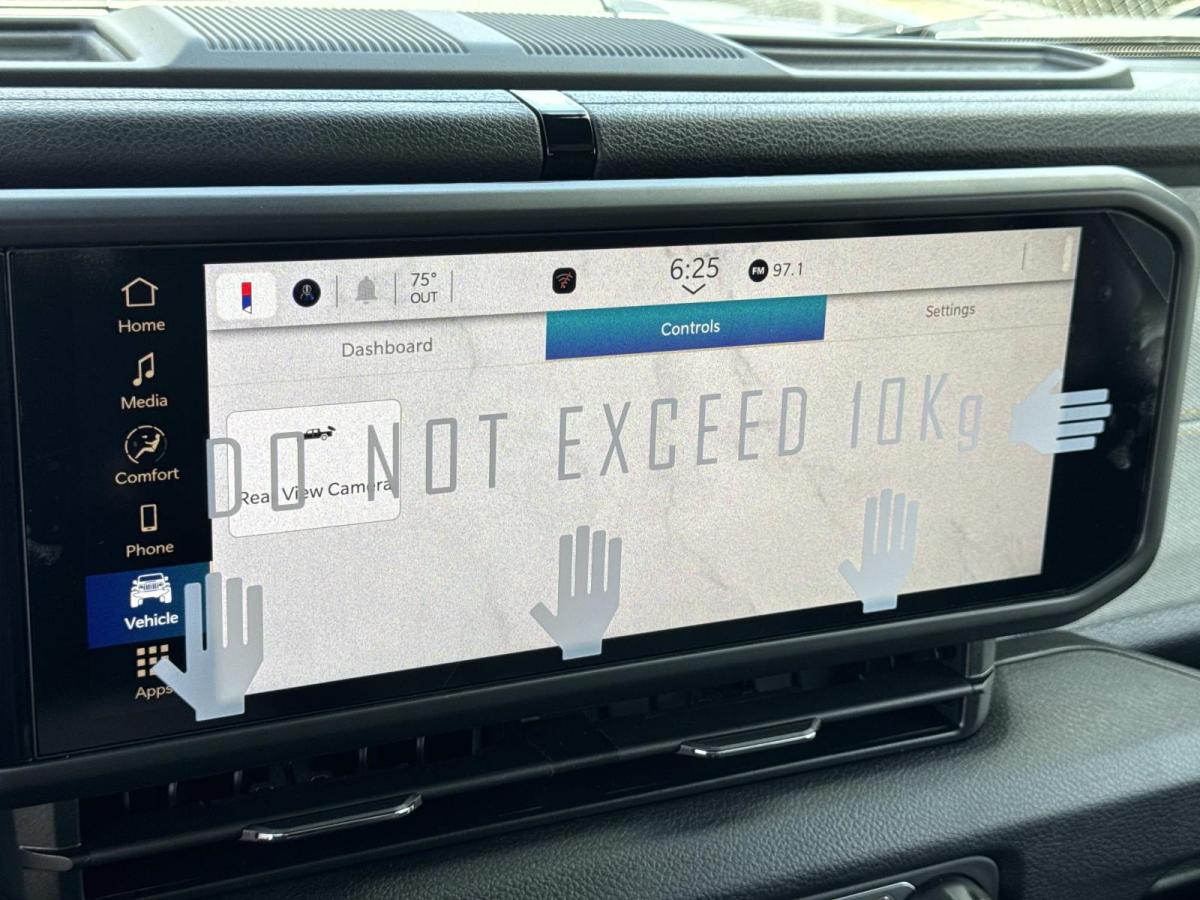 Home
Media
Comfort
Phone
Vehicle
Apps
75°
OUT
6:25
FM 97.1
Dashboard
Controls
Settings
Rear View Camera
DO NOT EXCEED 10Kg